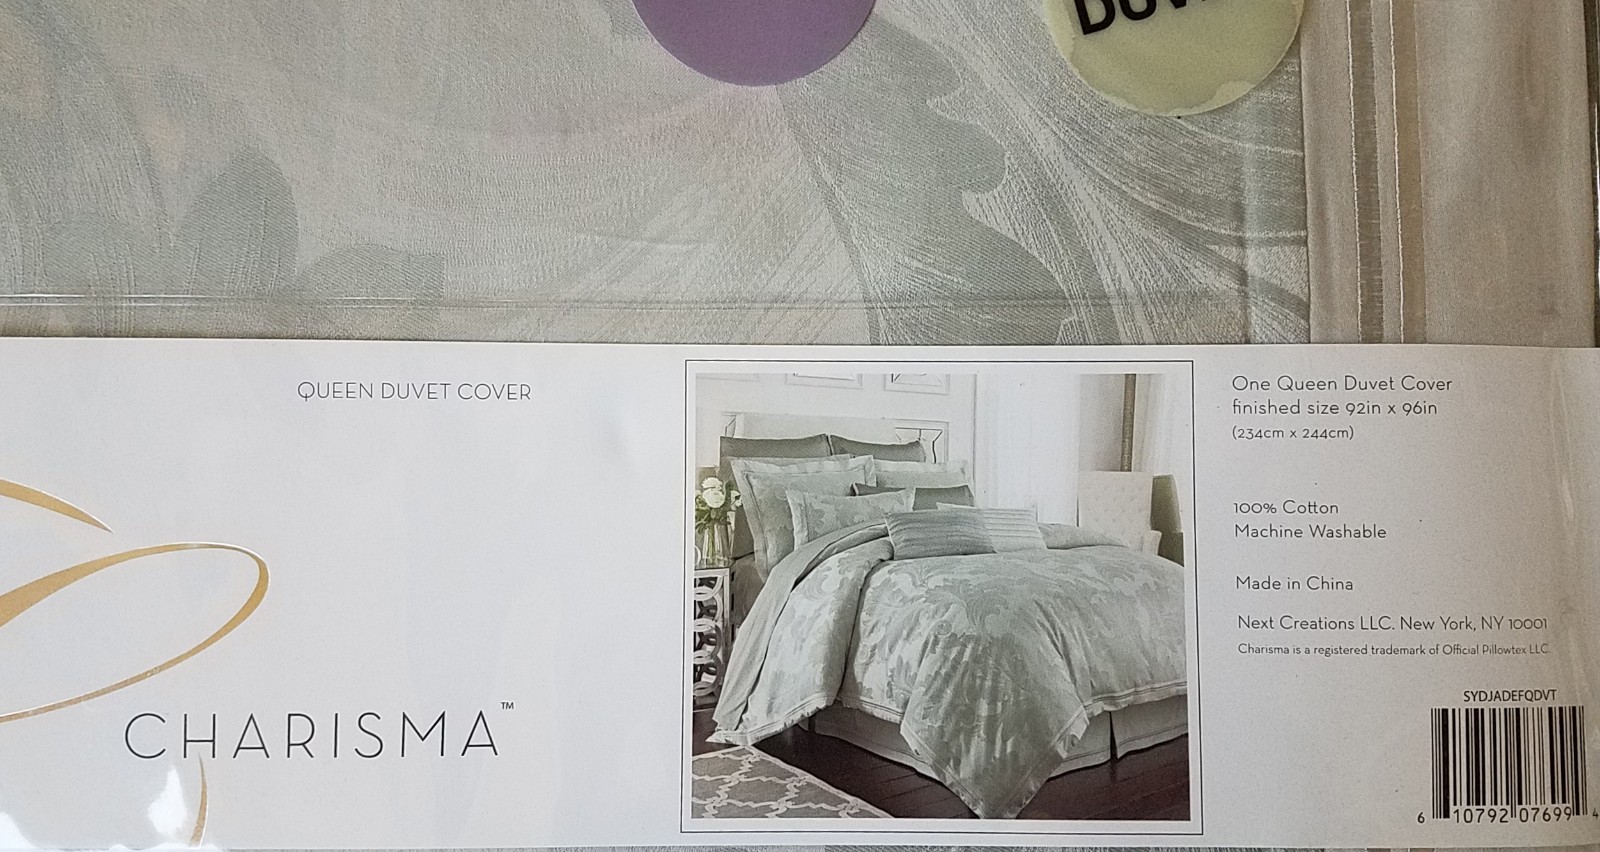 QUEEN DUVET COVER
CHARISMA™
One Queen Duvet Cover
finished size 92in x 96in
(234cm x 244cm)
100% Cotton
Machine Washable
Made in China
Next Creations LLC. New York, NY 10001
Charisma is a registered trademark of Official Pillowtex LLC.
SYDJADEFQDVT
6 10792 07699 4